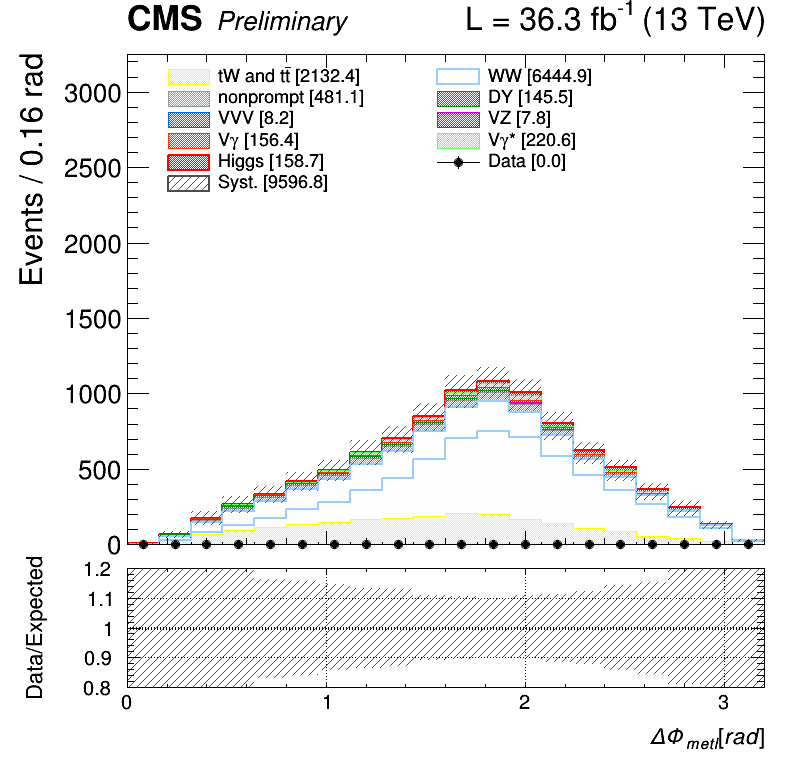 CMS Preliminary L = 36.3 fb⁻¹ (13 TeV)
Events / 0.16 rad
3000
2500
2000
1500
1000
500
0
tW and tt̄ [2132.4]
WW [6444.9]
nonprompt [481.1]
DY [145.5]
VVV [8.2]
VZ [7.8]
Vγ [156.4]
Vγ* [220.6]
Higgs [158.7]
Data [0.0]
Syst. [9596.8]
Data/Expected
1.2
1.1
1
0.9
0.8
0 1 2 3
ΔΦ metl [rad]